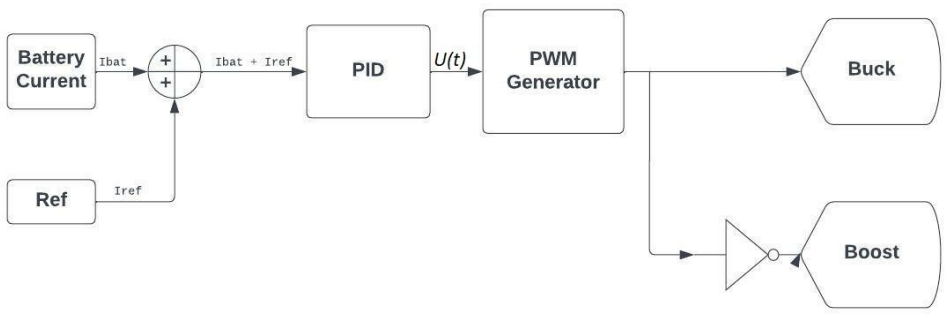 Battery
Current
Ibat
+
+
Ibat + Iref
PID
U(t)
PWM
Generator
Buck
Ref
Iref
Boost